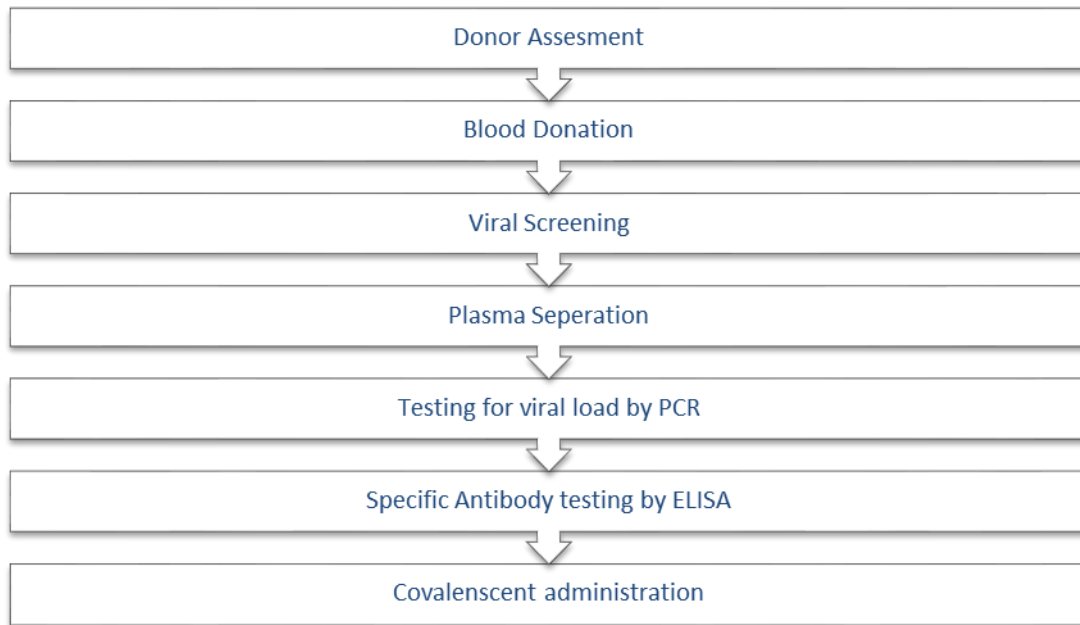 Donor Assesment
Blood Donation
Viral Screening
Plasma Seperation
Testing for viral load by PCR
Specific Antibody testing by ELISA
Covalenscent administration